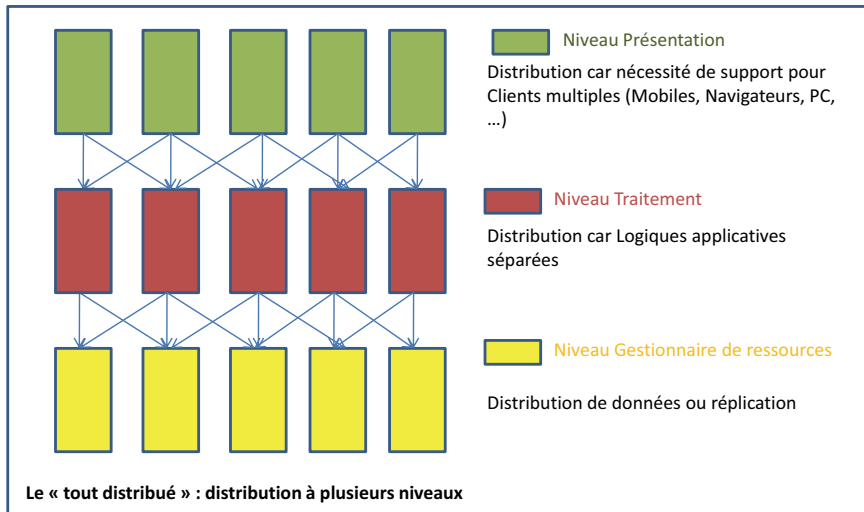 Niveau Présentation
Distribution car nécessité de support pour
Clients multiples (Mobiles, Navigateurs, PC,
…)
Niveau Traitement
Distribution car Logiques applicatives
séparées
Niveau Gestionnaire de ressources
Distribution de données ou réplication
Le « tout distribué » : distribution à plusieurs niveaux